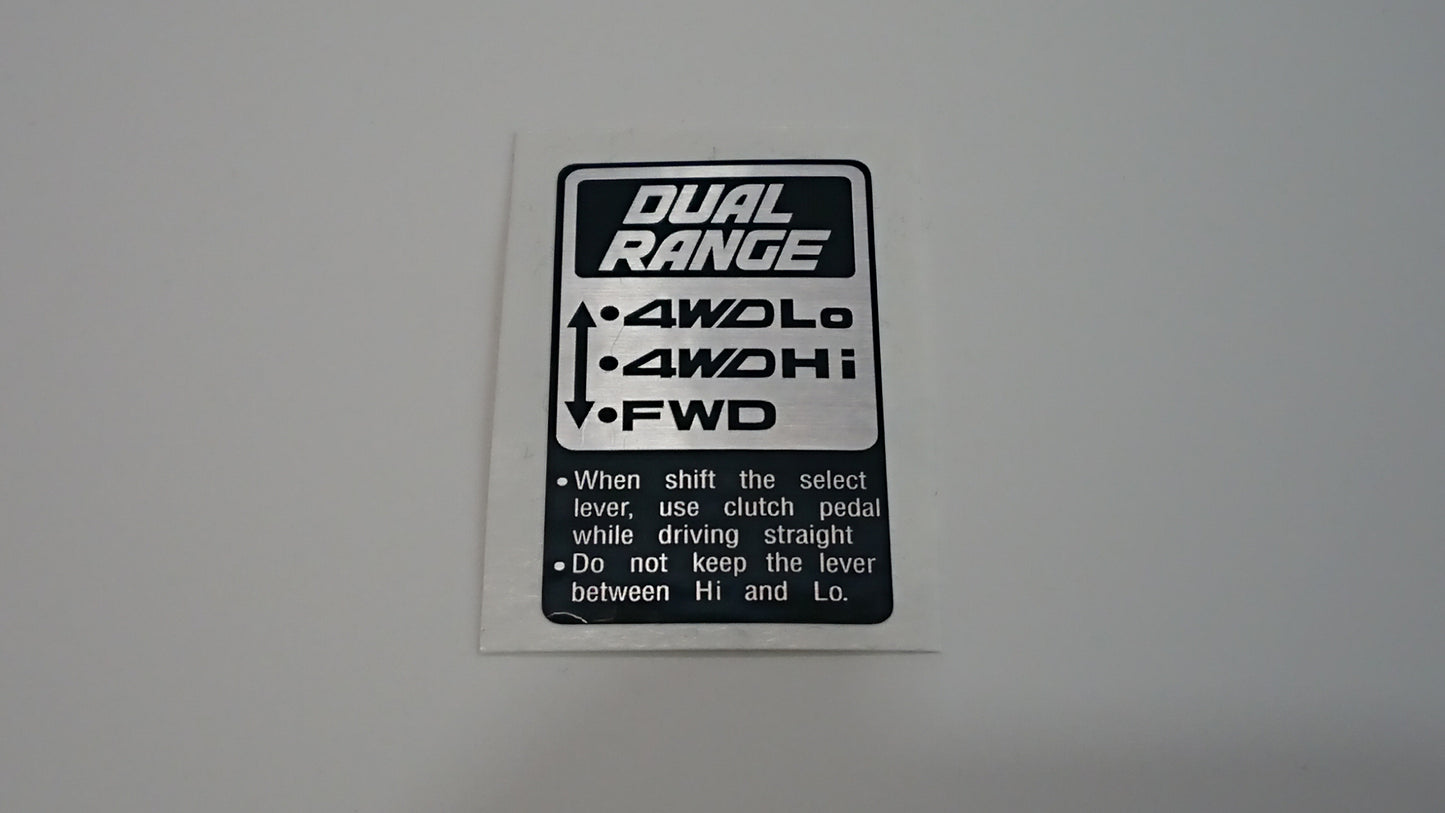 DUAL
RANGE
•4WDLo
•4WDHi
•FWD
•When shift the select
lever, use clutch pedal
while driving straight
•Do not keep the lever
between Hi and Lo.